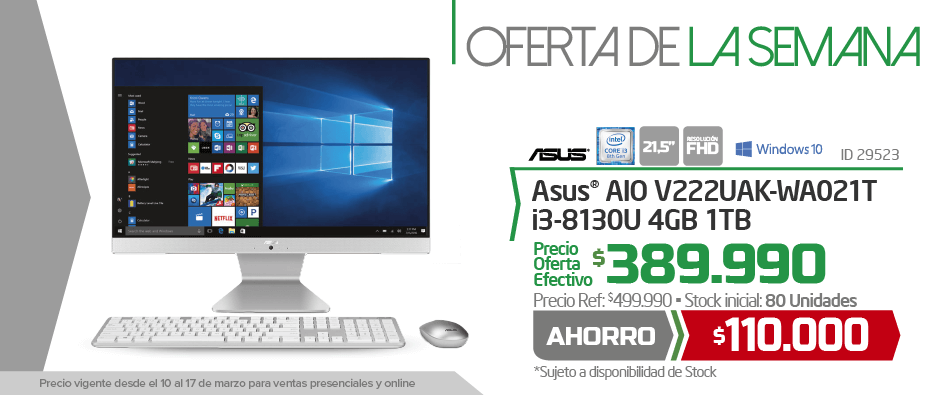 OFERTA DE LA SEMANA
ASUS
intel
CORE i3
8th Gen
21,5"
RESOLUCIÓN
FHD
Windows 10
ID 29523
Asus® AIO V222UAK-WA021T
i3-8130U 4GB 1TB
Precio
Oferta
Efectivo
$389.990
Precio Ref: $499.990 • Stock inicial: 80 Unidades
AHORRO
$110.000
*Sujeto a disponibilidad de Stock
NETFLIX
ASUS
Precio vigente desde el 10 al 17 de marzo para ventas presenciales y online